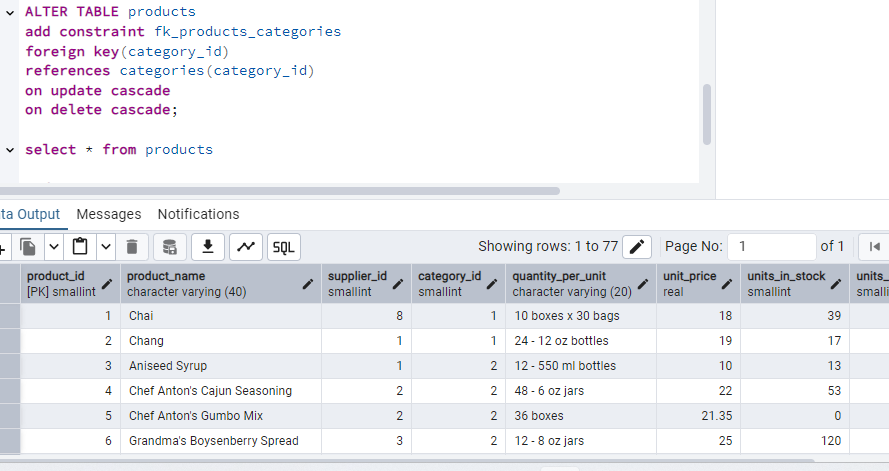 ALTER TABLE products
add constraint fk_products_categories
foreign key(category_id)
references categories(category_id)
on update cascade
on delete cascade;
select * from products
ta Output Messages Notifications
SQL Showing rows: 1 to 77 Page No: 1 of 1
product_id product_name supplier_id category_id quantity_per_unit unit_price units_in_stock units_
[PK] smallint character varying (40) smallint smallint character varying (20) real smallint smalli
1 Chai 8 1 10 boxes x 30 bags 18 39
2 Chang 1 1 24 - 12 oz bottles 19 17
3 Aniseed Syrup 1 2 12 - 550 ml bottles 10 13
4 Chef Anton's Cajun Seasoning 2 2 48 - 6 oz jars 22 53
5 Chef Anton's Gumbo Mix 2 2 36 boxes 21.35 0
6 Grandma's Boysenberry Spread 3 2 12 - 8 oz jars 25 120